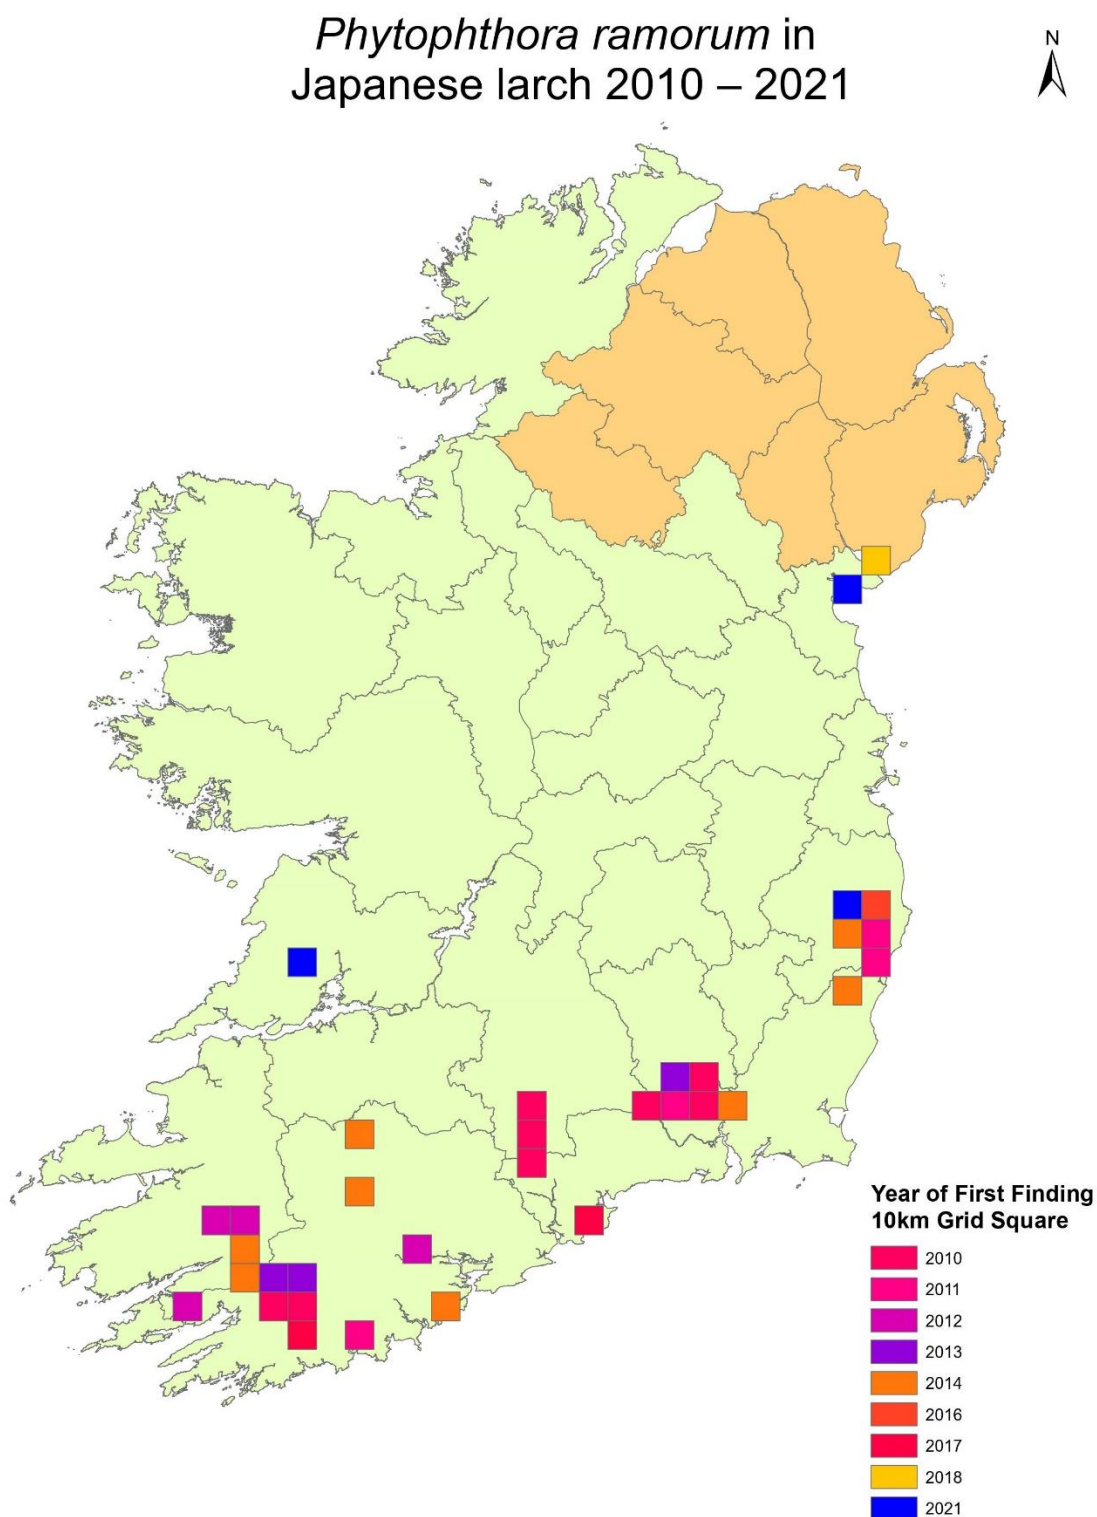 Phytophthora ramorum in
Japanese larch 2010 – 2021
N
Year of First Finding
10km Grid Square
2010
2011
2012
2013
2014
2016
2017
2018
2021